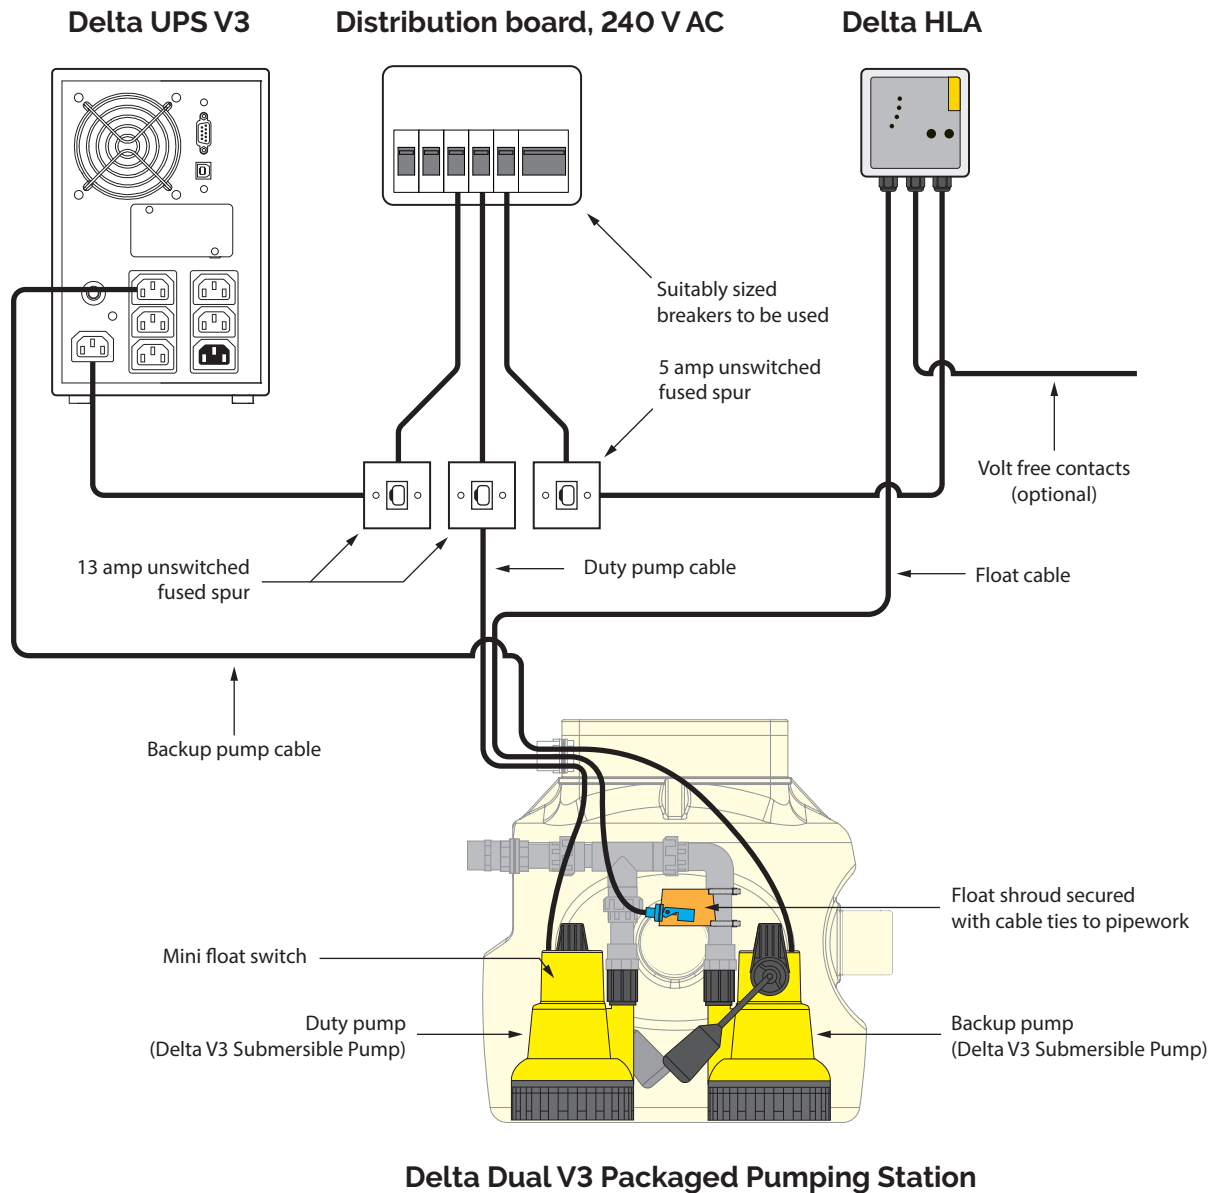 Delta UPS V3
Distribution board, 240 V AC
Delta HLA
Suitably sized
breakers to be used
5 amp unswitched
fused spur
Volt free contacts
(optional)
13 amp unswitched
fused spur
Duty pump cable
Float cable
Backup pump cable
Float shroud secured
with cable ties to pipework
Mini float switch
Duty pump
(Delta V3 Submersible Pump)
Backup pump
(Delta V3 Submersible Pump)
Delta Dual V3 Packaged Pumping Station